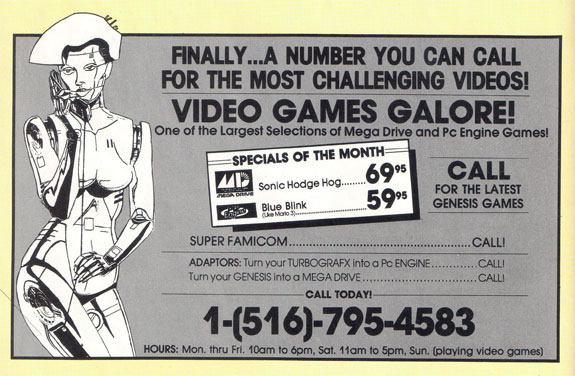 FINALLY...A NUMBER YOU CAN CALL
FOR THE MOST CHALLENGING VIDEOS!
VIDEO GAMES GALORE!
One of the Largest Selections of Mega Drive and Pc Engine Games!
SPECIALS OF THE MONTH
MEGA DRIVE
Sonic Hodge Hog........69 95
Blue Blink................59 95
(Like Mario 3)
CALL
FOR THE LATEST
GENESIS GAMES
SUPER FAMICOM................................................CALL!
ADAPTORS: Turn your TURBOGRAFX into a Pc ENGINE............CALL!
Turn your GENESIS into a MEGA DRIVE............................CALL!
CALL TODAY!
1-(516)-795-4583
HOURS: Mon. thru Fri. 10am to 6pm, Sat. 11am to 5pm, Sun. (playing video games)